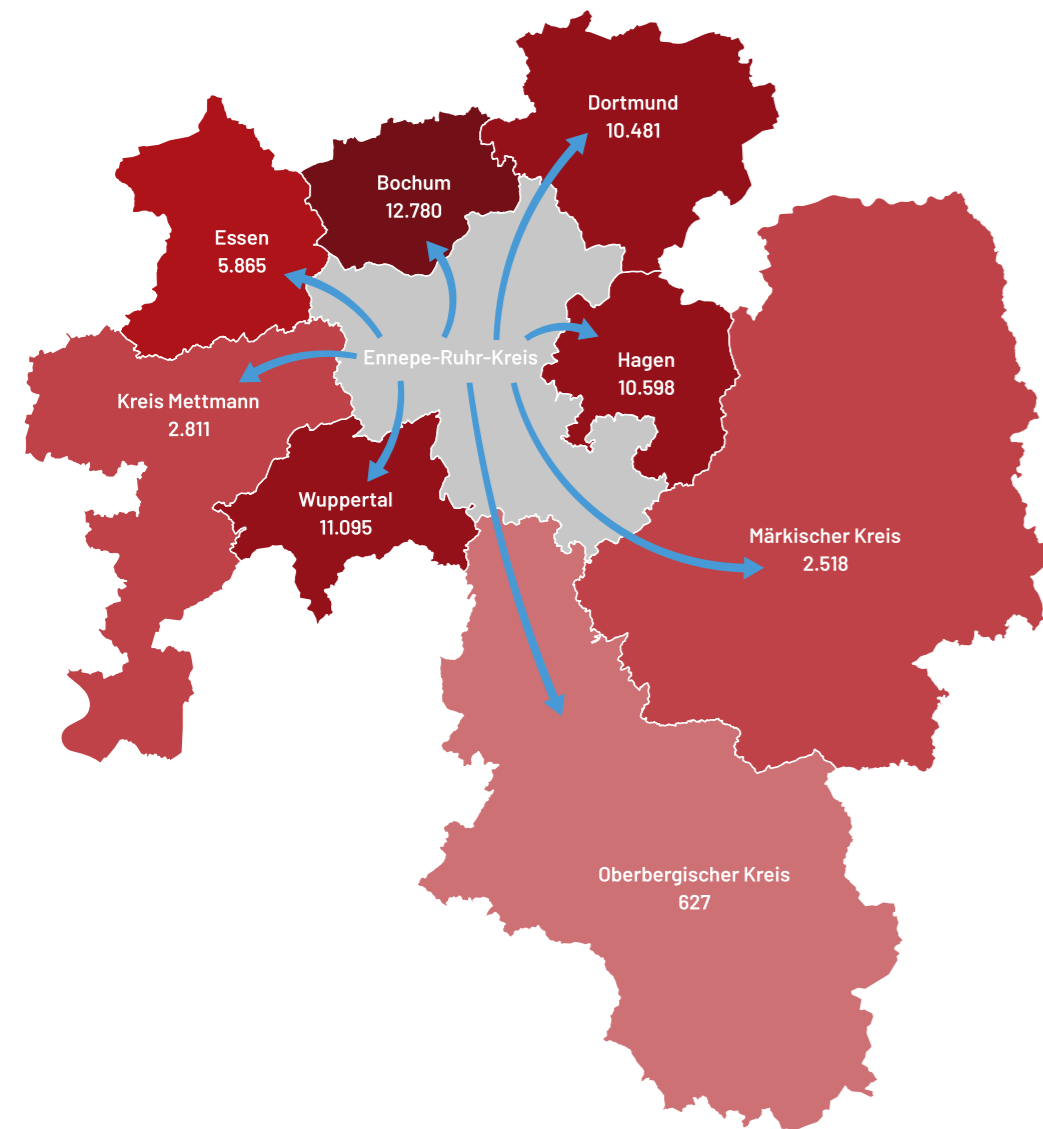 Dortmund
10.481
Bochum
12.780
Essen
5.865
Ennepe-Ruhr-Kreis
Hagen
10.598
Kreis Mettmann
2.811
Wuppertal
11.095
Märkischer Kreis
2.518
Oberbergischer Kreis
627